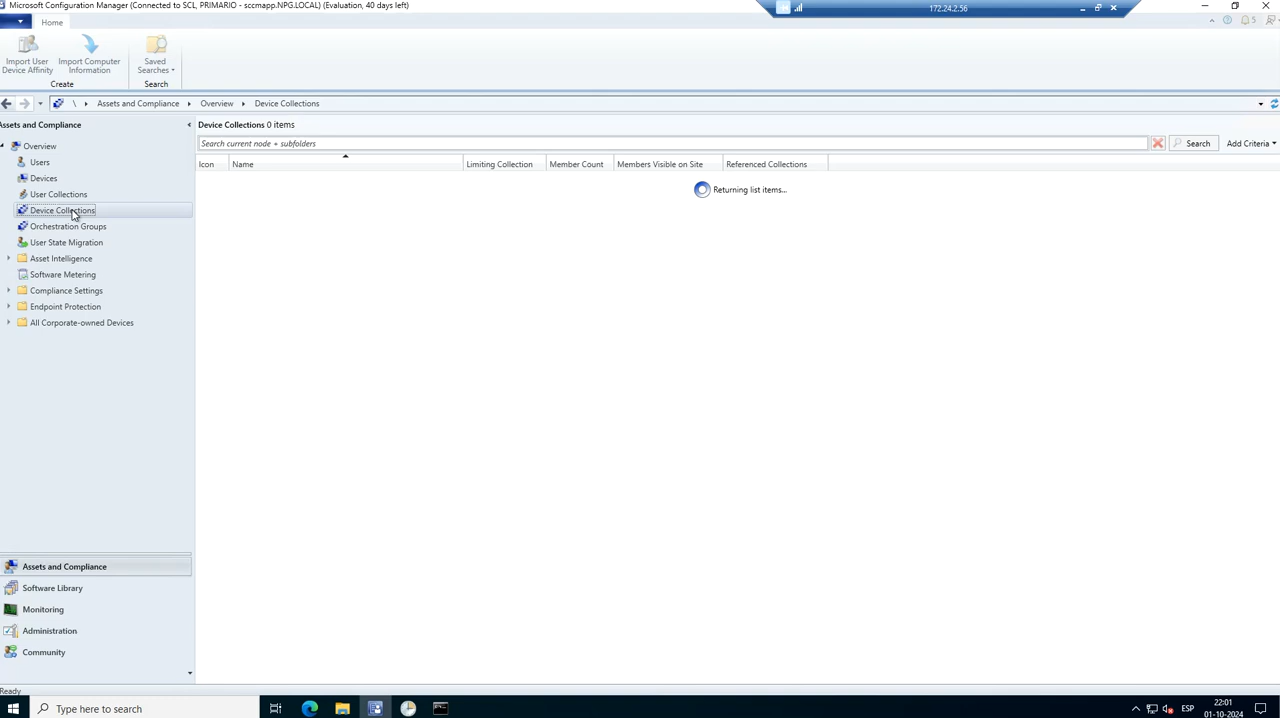 Microsoft Configuration Manager (Connected to SCL, PRIMARIO - sccmapp.NPG.LOCAL) (Evaluation, 40 days left)
172.24.2.56
Home
5
Import User
Device Affinity
Import Computer
Information
Saved
Searches
Create
Search
\ Assets and Compliance Overview Device Collections
Assets and Compliance
Overview
Users
Devices
User Collections
Device Collections
Orchestration Groups
User State Migration
Asset Intelligence
Software Metering
Compliance Settings
Endpoint Protection
All Corporate-owned Devices
Assets and Compliance
Software Library
Monitoring
Administration
Community
Device Collections 0 items
Search current node + subfolders
Search
Add Criteria
Icon Name Limiting Collection Member Count Members Visible on Site Referenced Collections
Returning list items...
Ready
Type here to search
ESP
22:01
01-10-2024